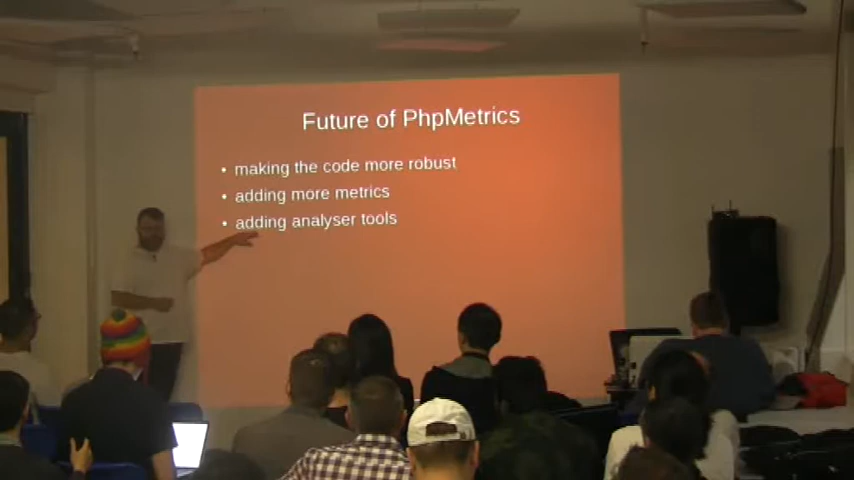 Future of PhpMetrics
• making the code more robust
• adding more metrics
• adding analyser tools